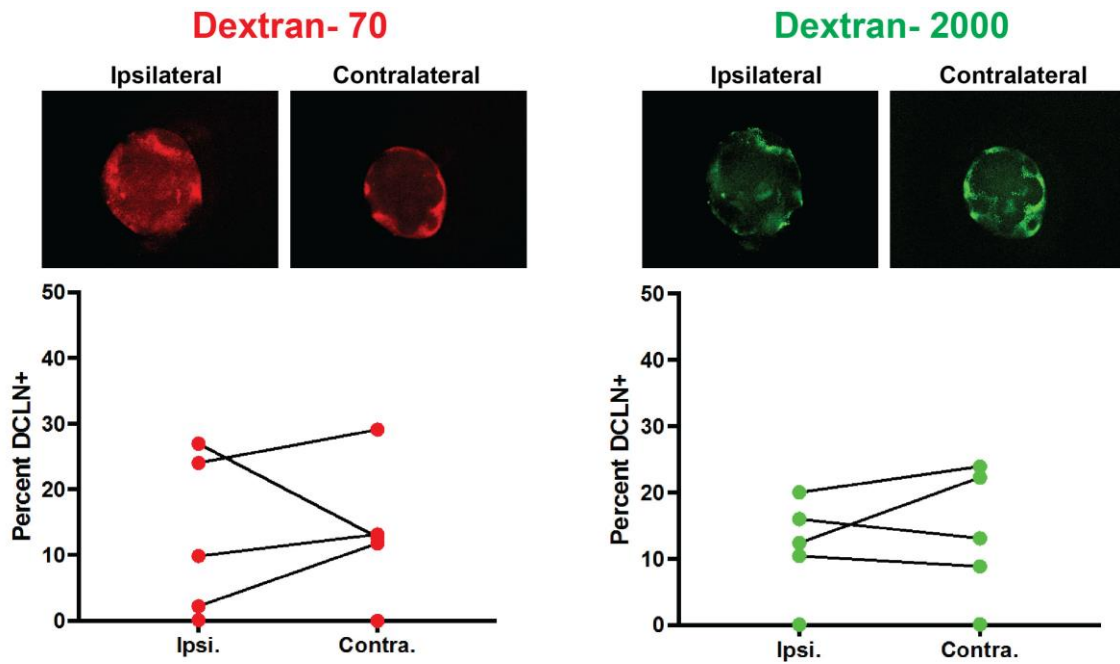 Dextran- 70
Ipsilateral
Contralateral
50
40
30
20
10
0
Percent DCLN+
Ipsi.
Contra.
Dextran- 2000
Ipsilateral
Contralateral
50
40
30
20
10
0
Percent DCLN+
Ipsi.
Contra.